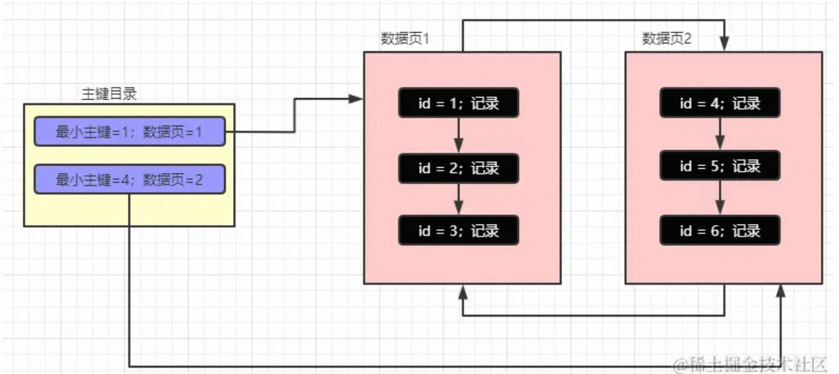 主键目录
最小主键=1；数据页=1
最小主键=4；数据页=2
数据页1
id = 1；记录
id = 2；记录
id = 3；记录
数据页2
id = 4；记录
id = 5；记录
id = 6；记录
@稀土掘金技术社区